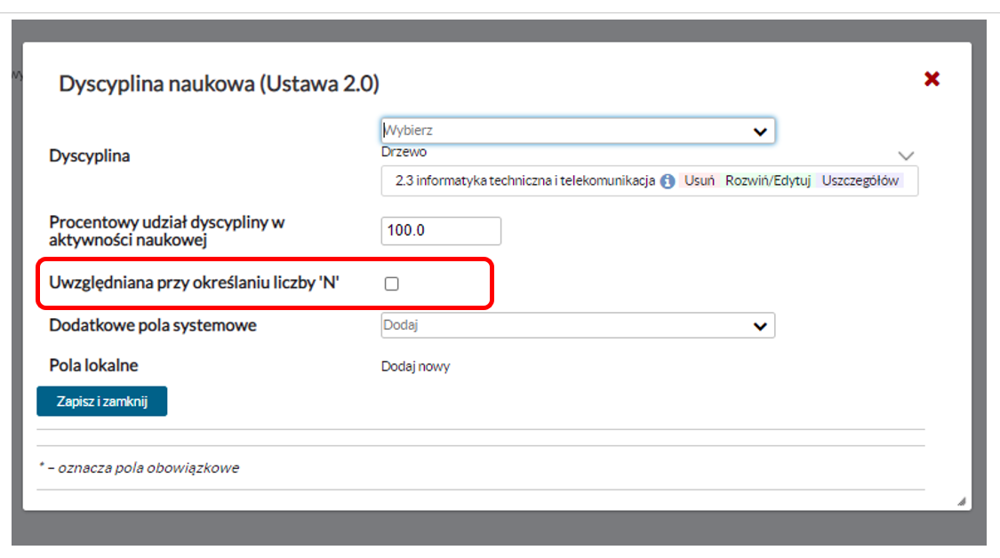 Dyscyplina naukowa (Ustawa 2.0)
Wybierz
Dyscyplina
Drzewo
2.3 informatyka techniczna i telekomunikacja Usuń Rozwiń/Edytuj Uszczegółów
Procentowy udział dyscypliny w
aktywności naukowej
100.0
Uwzględniana przy określaniu liczby 'N'
Dodatkowe pola systemowe
Dodaj
Pola lokalne
Dodaj nowy
Zapisz i zamknij
* – oznacza pola obowiązkowe